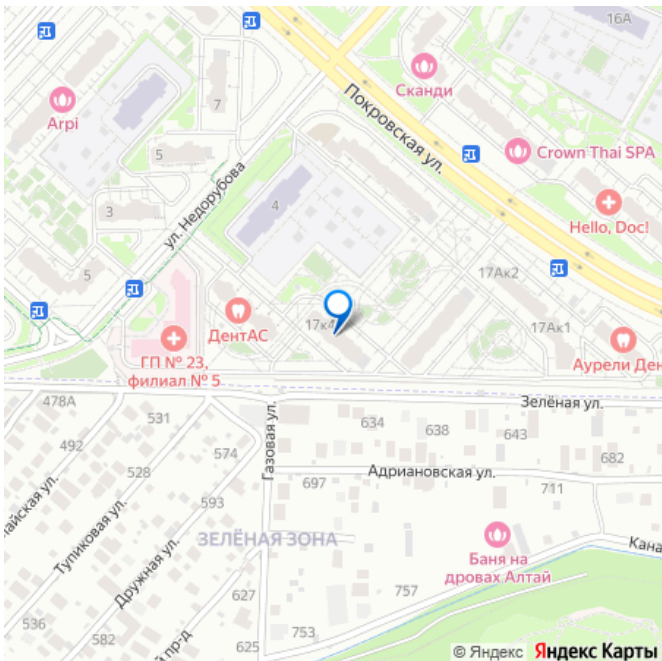 16А
Сканди
Arpi
7
Покровская ул.
5
Crown Thai SPA
ул. Недорубова
4
3
Hello, Doc!
5
17Ак2
ДентАС
17к4
17Ак1
ГП № 23,
филиал № 5
Аурели Ден
478А
Зелёная ул.
531
Газовая ул.
634
638
643
492
574
682
528
697
Адриановская ул.
711
найская ул.
593
Тупиковая ул.
ЗЕЛЁНАЯ ЗОНА
Баня на
дровах Алтай
Кана
Дружная ул.
627
757
536
582
753
625
й пр-д
© Яндекс Яндекс Карты